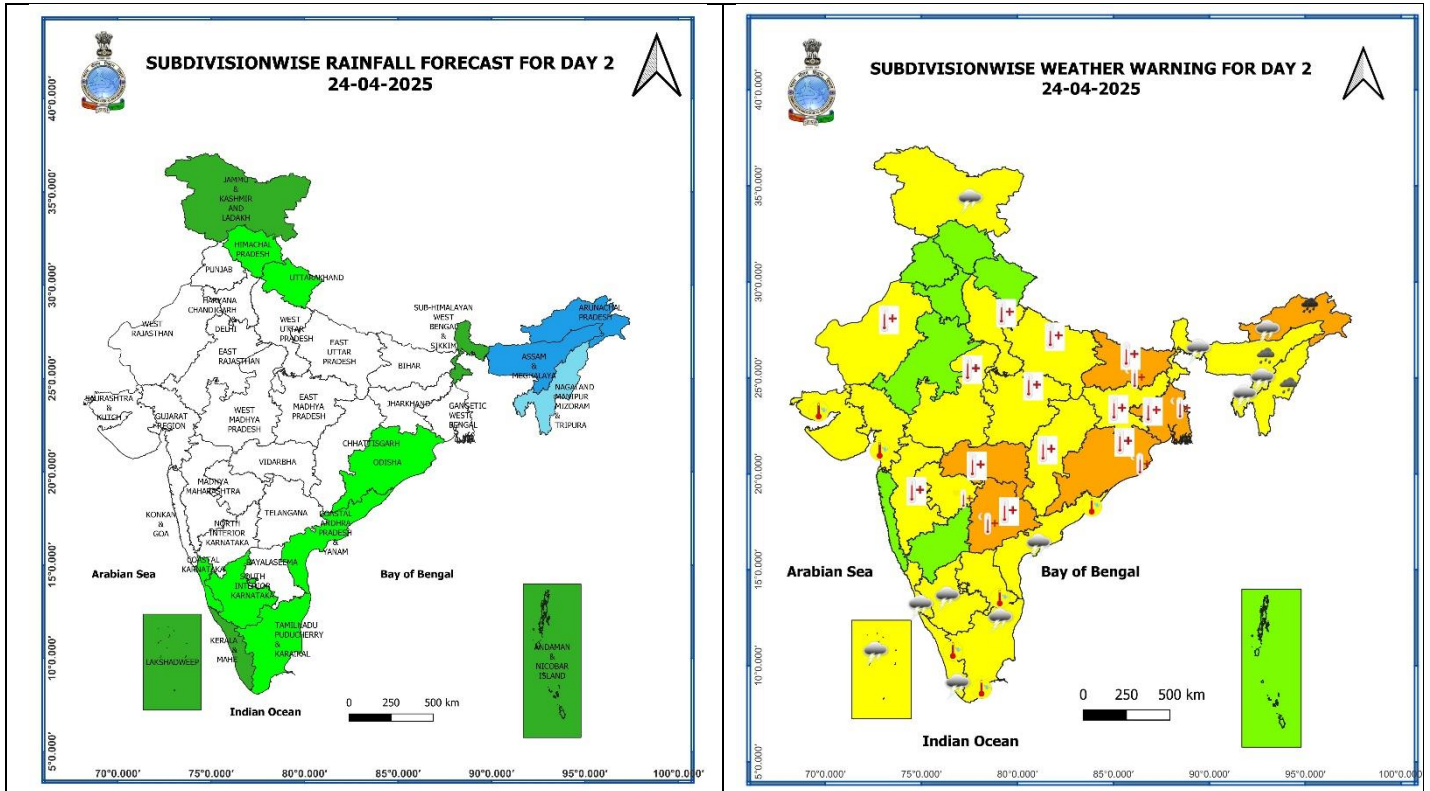 SUBDIVISIONWISE RAINFALL FORECAST FOR DAY 2
24-04-2025
40°0.000'
35°0.000'
30°0.000'
25°0.000'
20°0.000'
15°0.000'
10°0.000'
5°0.000'
JAMMU
&
KASHMIR
AND
LADAKH
HIMACHAL
PRADESH
PUNJAB
UTTARAKHAND
HARYANA
CHANDIGARH
&
DELHI
WEST
RAJASTHAN
WEST
UTTAR
PRADESH
SUB-HIMALAYAN
WEST
BENGAL
&
SIKKIM
ARUNACHAL
PRADESH
EAST
RAJASTHAN
EAST
UTTAR
PRADESH
BIHAR
ASSAM
&
MEGHALAYA
NAGALAND
MANIPUR
MIZORAM
&
TRIPURA
SAURASHTRA
&
KUTCH
GUJARAT
REGION
WEST
MADHYA
PRADESH
EAST
MADHYA
PRADESH
JHARKHAND
GANGETIC
WEST
BENGAL
CHHATTISGARH
ODISHA
VIDARBHA
MADHYA
MAHARASHTRA
KONKAN
&
GOA
TELANGANA
COASTAL
ANDHRA
PRADESH
&
YANAM
NORTH
INTERIOR
KARNATAKA
COASTAL
KARNATAKA
RAYALASEEMA
SOUTH
INTERIOR
KARNATAKA
Arabian Sea
Bay of Bengal
TAMILNADU
PUDUCHERRY
&
KARAIKAL
KERALA
&
MAHE
LAKSHADWEEP
ANDAMAN
&
NICOBAR
ISLAND
Indian Ocean
0 250 500 km
70°0.000' 75°0.000' 80°0.000' 85°0.000' 90°0.000' 95°0.000' 100°0.000'
SUBDIVISIONWISE WEATHER WARNING FOR DAY 2
24-04-2025
40°0.000'
35°0.000'
30°0.000'
25°0.000'
20°0.000'
15°0.000'
10°0.000'
5°0.000'
Arabian Sea
Bay of Bengal
Indian Ocean
0 250 500 km
70°0.000' 75°0.000' 80°0.000' 85°0.000' 90°0.000' 95°0.000' 100°0.000'